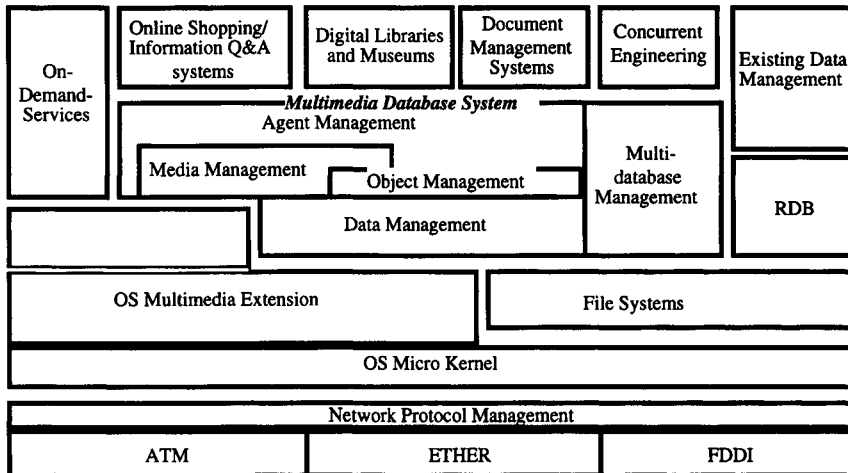 On-
Demand-
Services
Online Shopping/
Information Q&A
systems
Digital Libraries
and Museums
Document
Management
Systems
Concurrent
Engineering
Existing Data
Management
Multimedia Database System
Agent Management
Media Management
Object Management
Data Management
Multi-
database
Management
RDB
OS Multimedia Extension
File Systems
OS Micro Kernel
Network Protocol Management
ATM
ETHER
FDDI